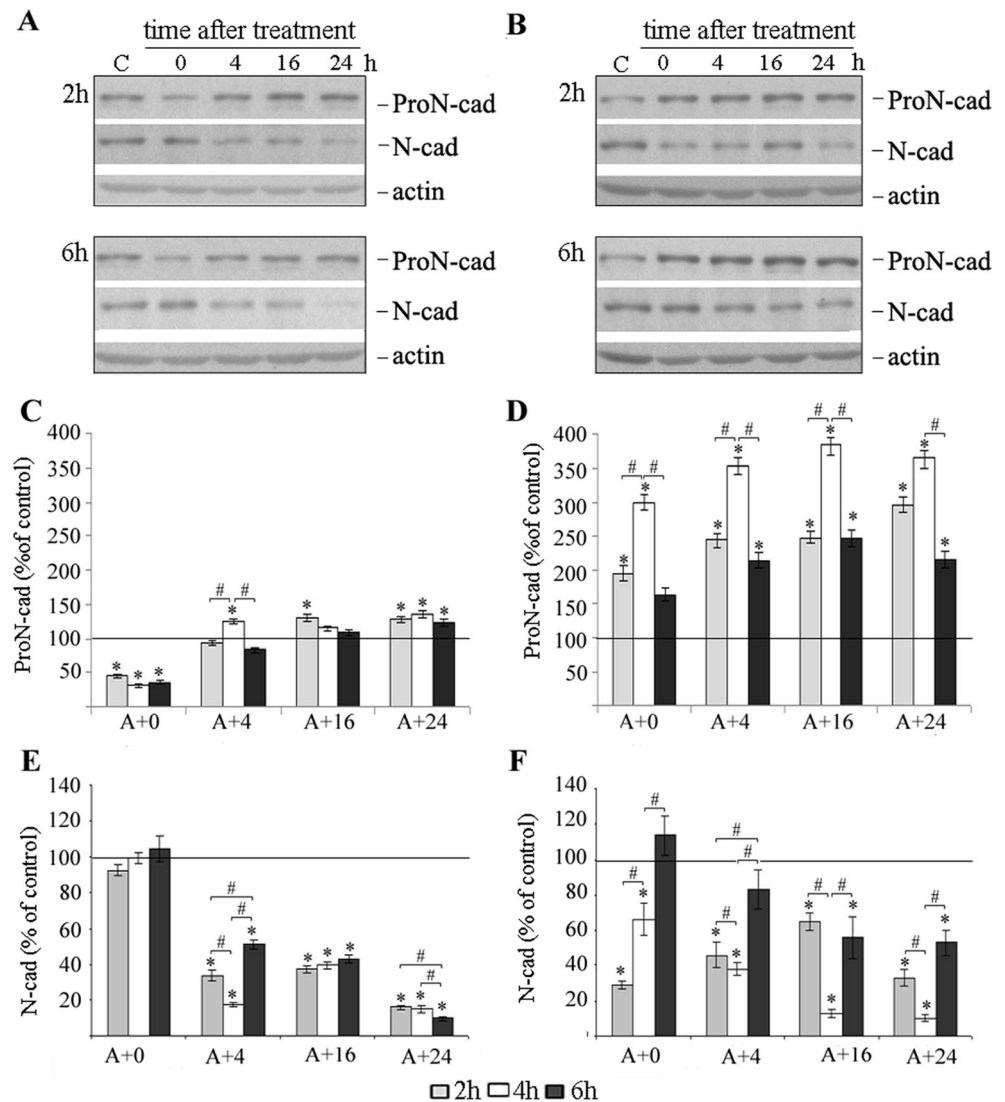 A
time after treatment
C 0 4 16 24 h
2h
ProN-cad
N-cad
actin
6h
ProN-cad
N-cad
actin
B
time after treatment
C 0 4 16 24 h
2h
ProN-cad
N-cad
actin
6h
ProN-cad
N-cad
actin
C
ProN-cad (%of control)
400
350
300
250
200
150
100
50
* * *
# #
*
*
* * *
A+0 A+4 A+16 A+24
D
ProN-cad (%of control)
400
350
300
250
200
150
100
50
# #
* *
# #
* * *
# #
* * *
#
* * *
A+0 A+4 A+16 A+24
E
N-cad (% of control)
140
120
100
80
60
40
20
#
# #
* * *
* * *
#
#
* * *
A+0 A+4 A+16 A+24
F
N-cad (% of control)
140
120
100
80
60
40
20
# #
* *
#
# #
* *
# #
* * *
# #
* * *
A+0 A+4 A+16 A+24
2h 4h 6h